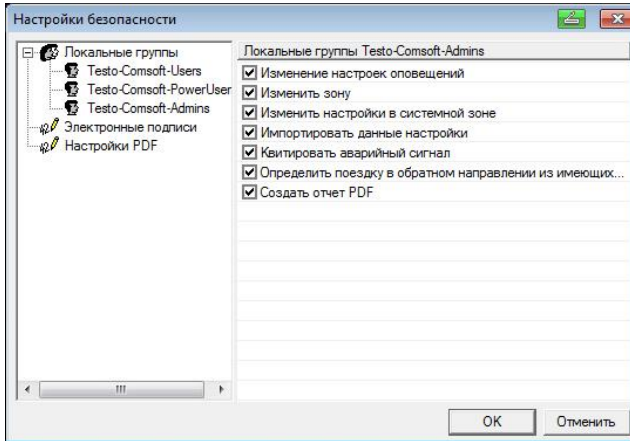 Настройки безопасности
Локальные группы
Testo-Comsoft-Users
Testo-Comsoft-PowerUser
Testo-Comsoft-Admins
Электронные подписи
Настройки PDF
Локальные группы Testo-Comsoft-Admins
Изменение настроек оповещений
Изменить зону
Изменить настройки в системной зоне
Импортировать данные настройки
Квитировать аварийный сигнал
Определить поездку в обратном направлении из имеющих...
Создать отчет PDF
OK
Отменить